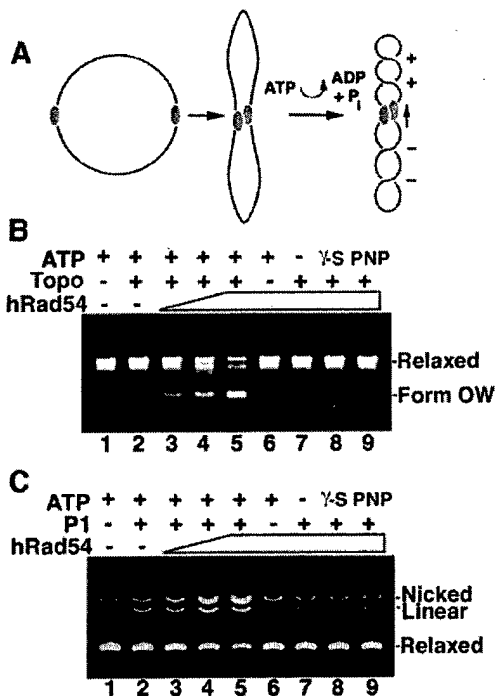 A
ATP
ADP
+ Pi
+
+
−
−
B
ATP + + + + + + - γ-S PNP
Topo - + + + + - + + +
hRad54 - -
Relaxed
Form OW
1 2 3 4 5 6 7 8 9
C
ATP + + + + + + - γ-S PNP
P1 - + + + + - + + +
hRad54 - -
Nicked
Linear
Relaxed
1 2 3 4 5 6 7 8 9